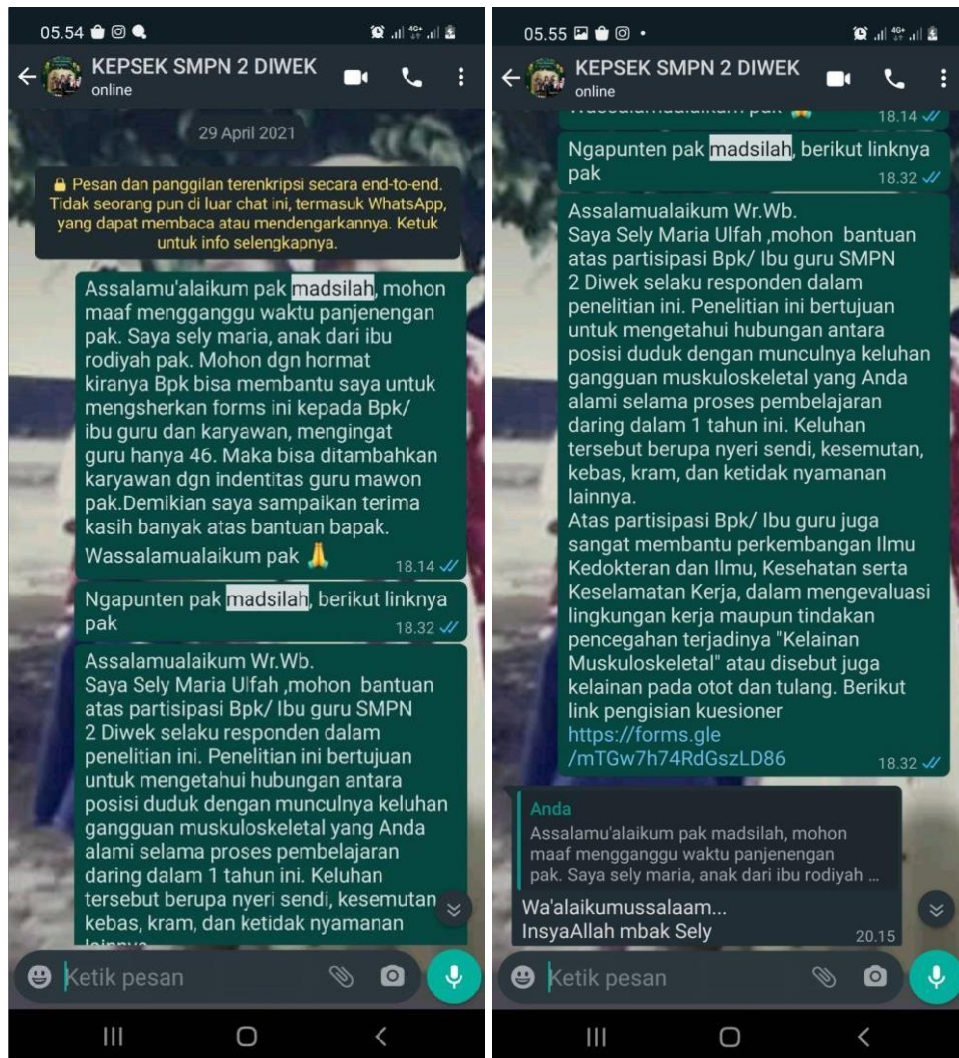 05.54
4G+
KEPSEK SMPN 2 DIWEK
online
29 April 2021
Pesan dan panggilan terenkripsi secara end-to-end.
Tidak seorang pun di luar chat ini, termasuk WhatsApp,
yang dapat membaca atau mendengarkannya. Ketuk
untuk info selengkapnya.
Assalamu'alaikum pak madsilah, mohon
maaf mengganggu waktu panjenengan
pak. Saya sely maria, anak dari ibu
rodiyah pak. Mohon dgn hormat
kiranya Bpk bisa membantu saya untuk
mengsherkan forms ini kepada Bpk/
ibu guru dan karyawan, mengingat
guru hanya 46. Maka bisa ditambahkan
karyawan dgn indentitas guru mawon
pak.Demikian saya sampaikan terima
kasih banyak atas bantuan bapak.
Wassalamualaikum pak 🙏
18.14
Ngapunten pak madsilah, berikut linknya
pak
18.32
Assalamualaikum Wr.Wb.
Saya Sely Maria Ulfah ,mohon bantuan
atas partisipasi Bpk/ Ibu guru SMPN
2 Diwek selaku responden dalam
penelitian ini. Penelitian ini bertujuan
untuk mengetahui hubungan antara
posisi duduk dengan munculnya keluhan
gangguan muskuloskeletal yang Anda
alami selama proses pembelajaran
daring dalam 1 tahun ini. Keluhan
tersebut berupa nyeri sendi, kesemutan,
kebas, kram, dan ketidak nyamanan
Ketik pesan
05.55
4G+
KEPSEK SMPN 2 DIWEK
online
Wassalamualaikum pak 🙏
18.14
Ngapunten pak madsilah, berikut linknya
pak
18.32
Assalamualaikum Wr.Wb.
Saya Sely Maria Ulfah ,mohon bantuan
atas partisipasi Bpk/ Ibu guru SMPN
2 Diwek selaku responden dalam
penelitian ini. Penelitian ini bertujuan
untuk mengetahui hubungan antara
posisi duduk dengan munculnya keluhan
gangguan muskuloskeletal yang Anda
alami selama proses pembelajaran
daring dalam 1 tahun ini. Keluhan
tersebut berupa nyeri sendi, kesemutan,
kebas, kram, dan ketidak nyamanan
lainnya.
Atas partisipasi Bpk/ Ibu guru juga
sangat membantu perkembangan Ilmu
Kedokteran dan Ilmu, Kesehatan serta
Keselamatan Kerja, dalam mengevaluasi
lingkungan kerja maupun tindakan
pencegahan terjadinya "Kelainan
Muskuloskeletal" atau disebut juga
kelainan pada otot dan tulang. Berikut
link pengisian kuesioner
https://forms.gle
/mTGw7h74RdGszLD86
18.32
Anda
Assalamu'alaikum pak madsilah, mohon
maaf mengganggu waktu panjenengan
pak. Saya sely maria, anak dari ibu rodiyah ...
Wa'alaikumussalaam...
InsyaAllah mbak Sely
20.15
Ketik pesan